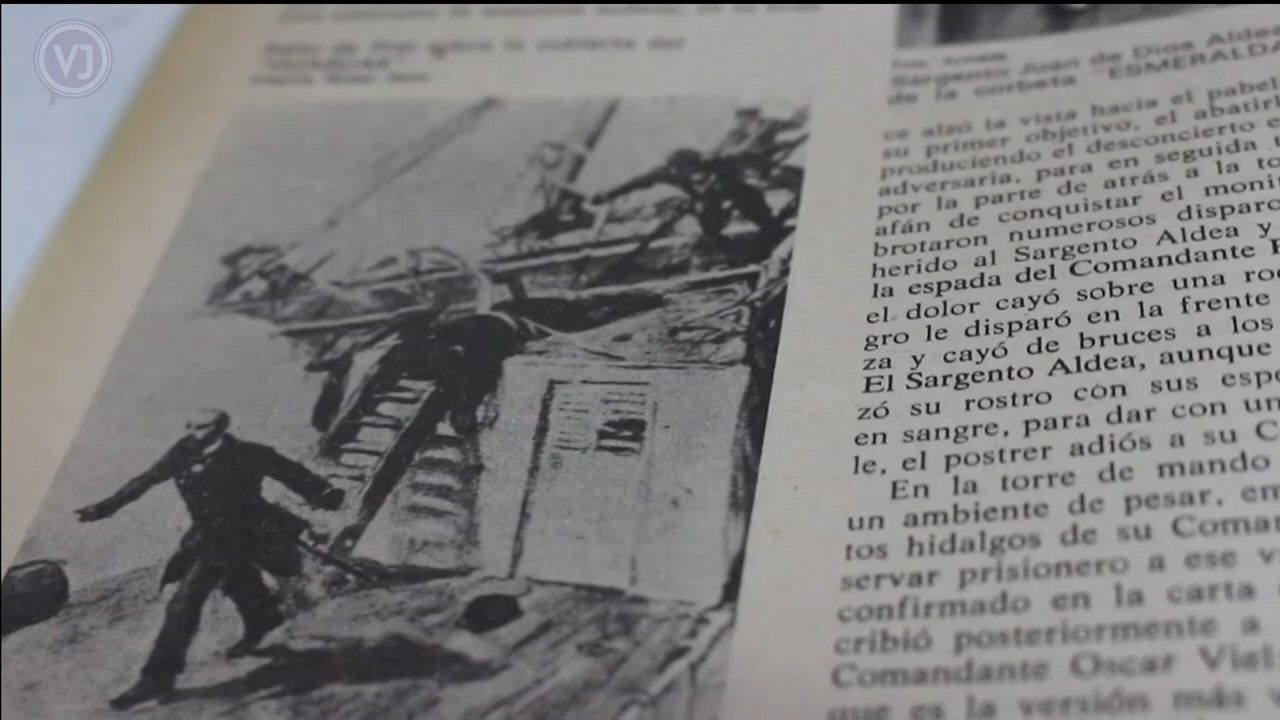 VJ
Sargento Juan de Dios Aldea
de la corbeta "ESMERALDA
ce alzó la vista hacia el pabel
su primer objetivo, el abatirl
produciendo el desconcierto e
adversaria, para en seguida t
por la parte de atrás a la to
afán de conquistar el monit
brotaron numerosos disparo
herido al Sargento Aldea y
la espada del Comandante P
el dolor cayó sobre una rod
gro le disparó en la frente
za y cayó de bruces a los
El Sargento Aldea, aunque
zó su rostro con sus espo
en sangre, para dar con un
le, el postrer adiós a su C
En la torre de mando
un ambiente de pesar, em
tos hidalgos de su Coman
servar prisionero a ese v
confirmado en la carta
cribió posteriormente a
Comandante Oscar Viel
que es la versión más v